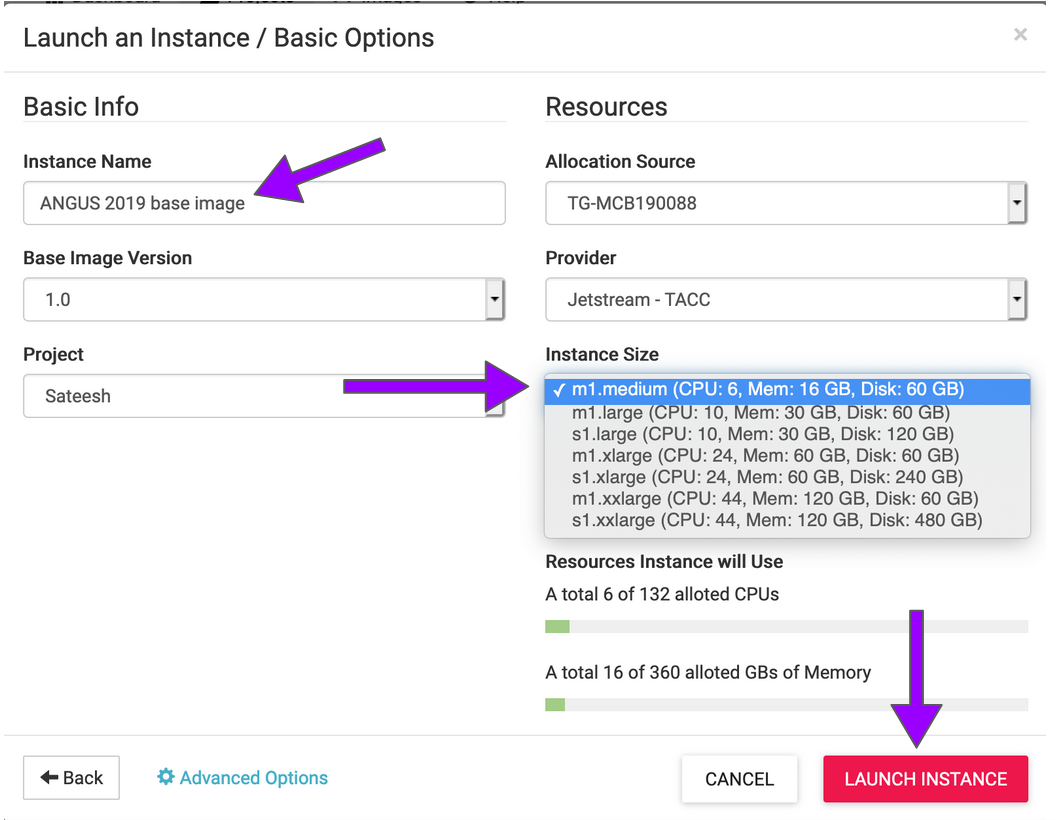 Launch an Instance / Basic Options
×
Basic Info
Instance Name
ANGUS 2019 base image
Base Image Version
1.0
Project
Sateesh
Resources
Allocation Source
TG-MCB190088
Provider
Jetstream - TACC
Instance Size
✓ m1.medium (CPU: 6, Mem: 16 GB, Disk: 60 GB)
m1.large (CPU: 10, Mem: 30 GB, Disk: 60 GB)
s1.large (CPU: 10, Mem: 30 GB, Disk: 120 GB)
m1.xlarge (CPU: 24, Mem: 60 GB, Disk: 60 GB)
s1.xlarge (CPU: 24, Mem: 60 GB, Disk: 240 GB)
m1.xxlarge (CPU: 44, Mem: 120 GB, Disk: 60 GB)
s1.xxlarge (CPU: 44, Mem: 120 GB, Disk: 480 GB)
Resources Instance will Use
A total 6 of 132 alloted CPUs
A total 16 of 360 alloted GBs of Memory
Back
Advanced Options
CANCEL
LAUNCH INSTANCE